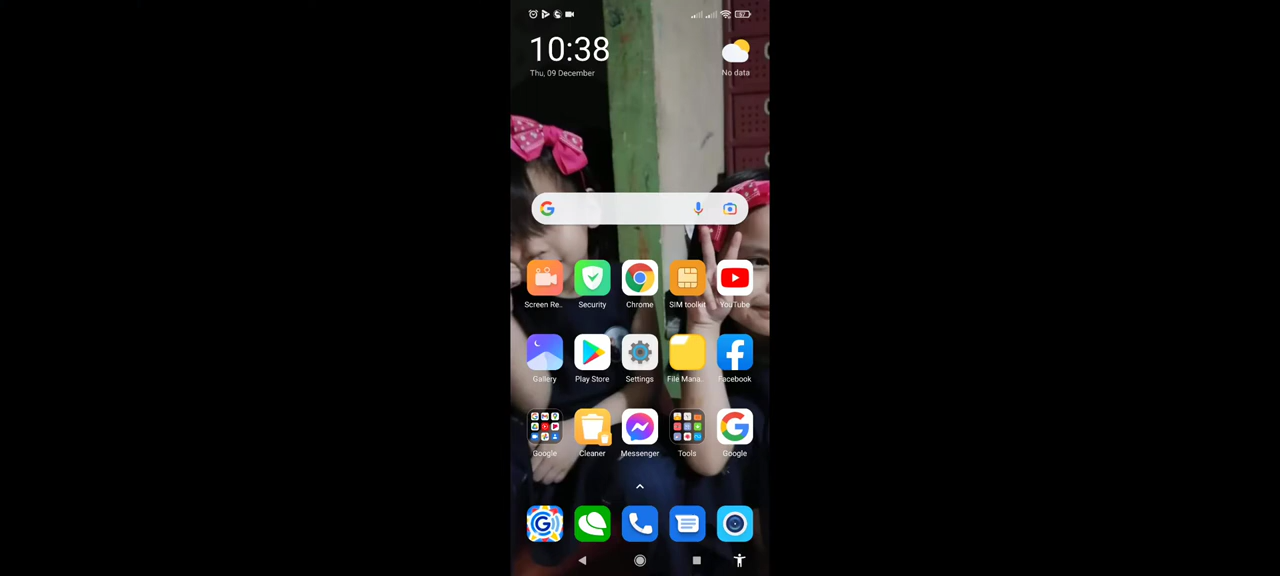 10:38
Thu, 09 December
No data
Screen Re..
Security
Chrome
SIM toolkit
YouTube
Gallery
Play Store
Settings
File Mana..
Facebook
Google
Cleaner
Messenger
Tools
Google